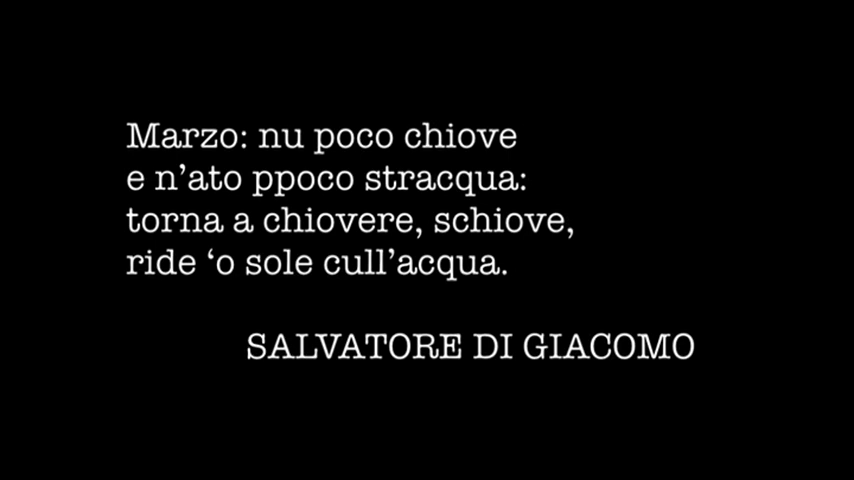 Marzo: nu poco chiove
e n’ato ppoco stracqua:
torna a chiovere, schiove,
ride ‘o sole cull’acqua.
SALVATORE DI GIACOMO